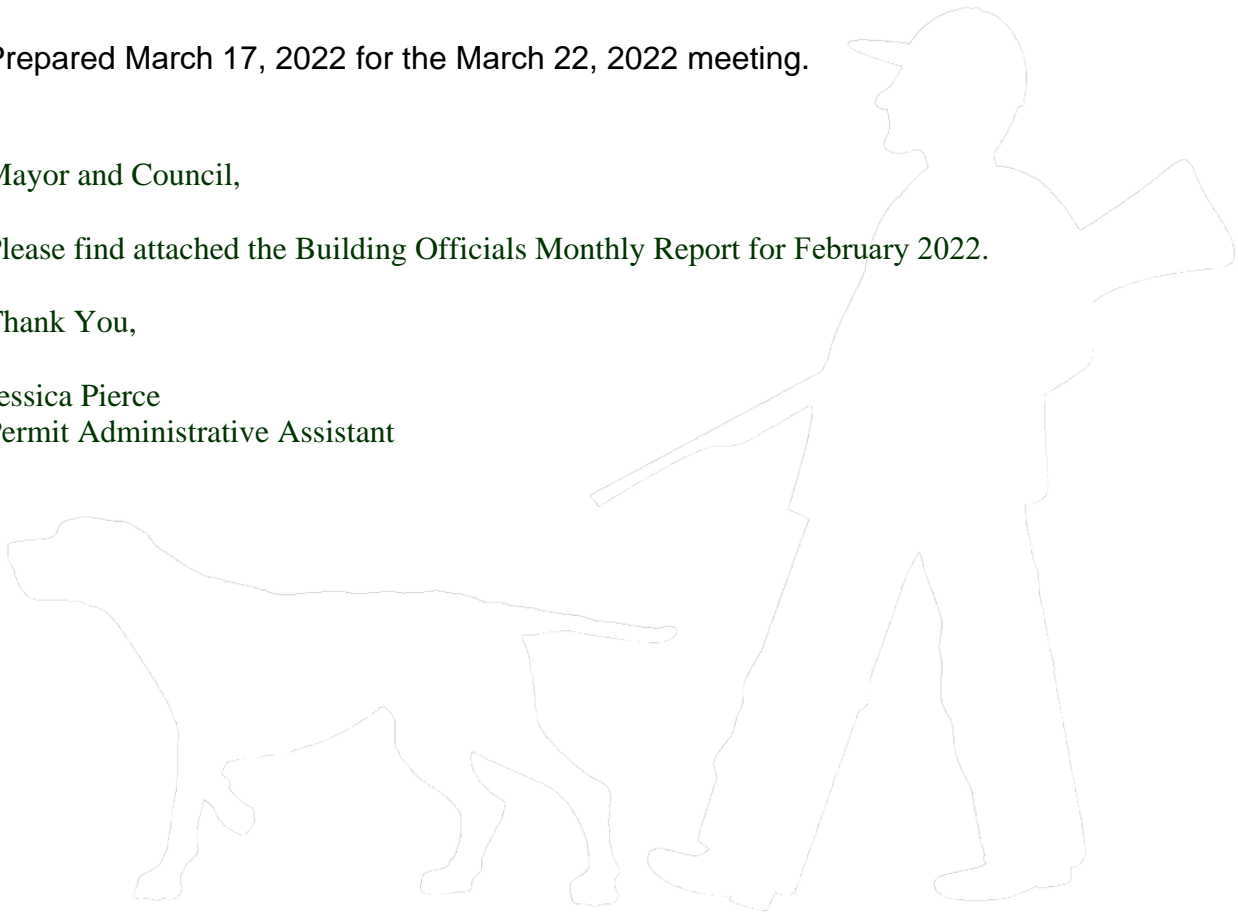 Prepared March 17, 2022 for the March 22, 2022 meeting.
Mayor and Council,
Please find attached the Building Officials Monthly Report for February 2022.
Thank You,
Jessica Pierce
Permit Administrative Assistant